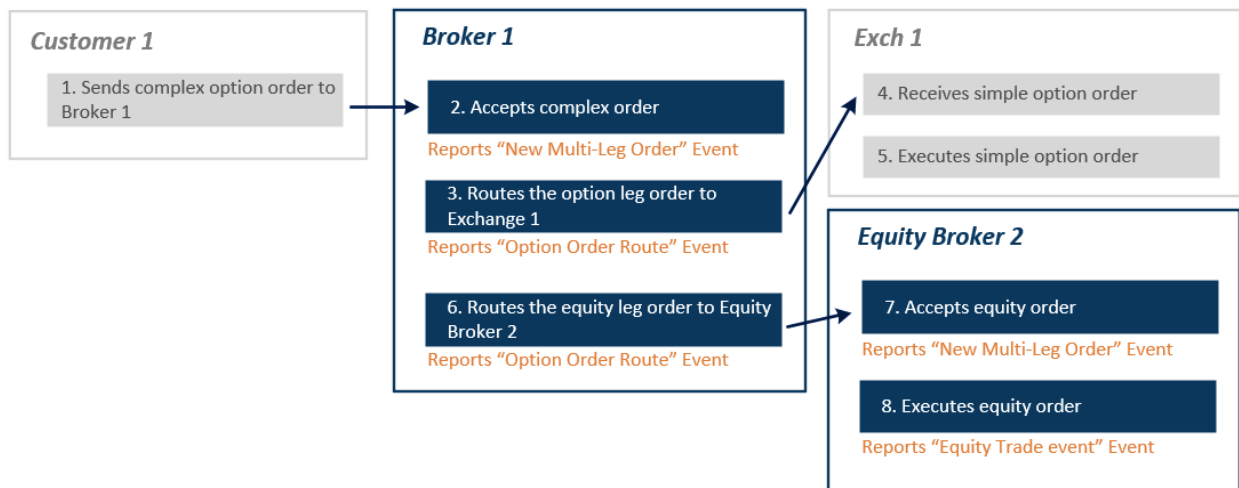 Customer 1
1. Sends complex option order to
Broker 1
Broker 1
2. Accepts complex order
Reports “New Multi-Leg Order” Event
3. Routes the option leg order to
Exchange 1
Reports “Option Order Route” Event
6. Routes the equity leg order to Equity
Broker 2
Reports “Option Order Route” Event
Exch 1
4. Receives simple option order
5. Executes simple option order
Equity Broker 2
7. Accepts equity order
Reports “New Multi-Leg Order” Event
8. Executes equity order
Reports “Equity Trade event” Event